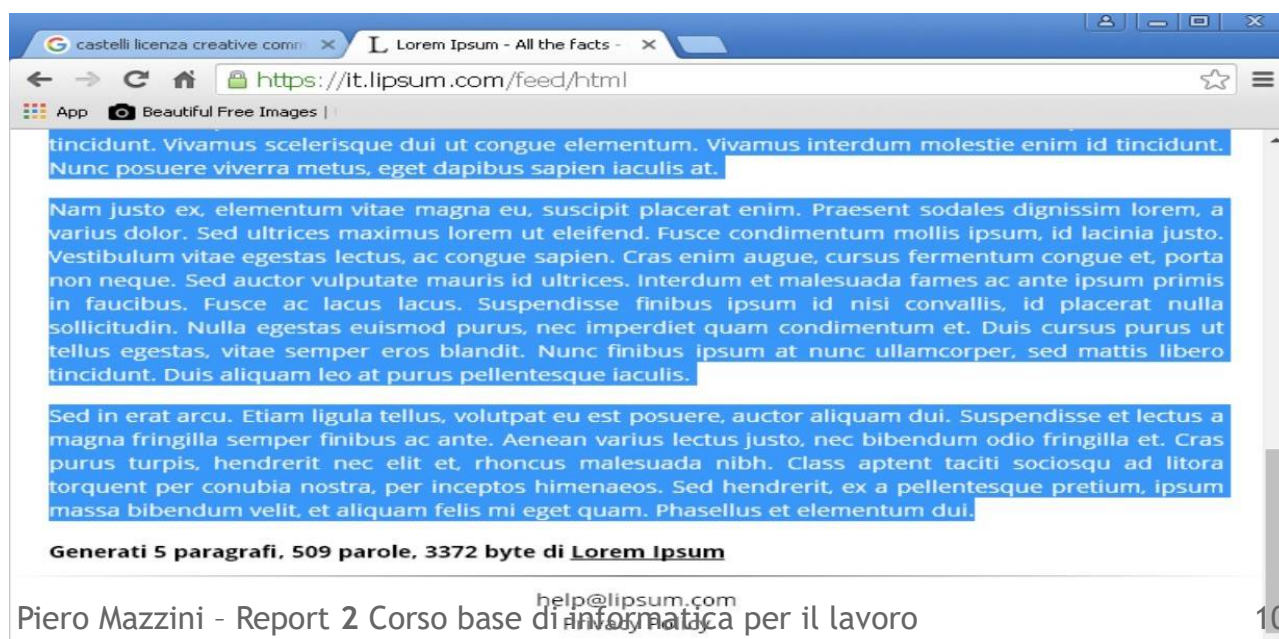 castelli licenza creative comm
Lorem Ipsum - All the facts -
https://it.lipsum.com/feed/html
App Beautiful Free Images |
tincidunt. Vivamus scelerisque dui ut congue elementum. Vivamus interdum molestie enim id tincidunt.
Nunc posuere viverra metus, eget dapibus sapien iaculis at.
Nam justo ex, elementum vitae magna eu, suscipit placerat enim. Praesent sodales dignissim lorem, a
varius dolor. Sed ultrices maximus lorem ut eleifend. Fusce condimentum mollis ipsum, id lacinia justo.
Vestibulum vitae egestas lectus, ac congue sapien. Cras enim augue, cursus fermentum congue et, porta
non neque. Sed auctor vulputate mauris id ultrices. Interdum et malesuada fames ac ante ipsum primis
in faucibus. Fusce ac lacus lacus. Suspendisse finibus ipsum id nisi convallis, id placerat nulla
sollicitudin. Nulla egestas euismod purus, nec imperdiet quam condimentum et. Duis cursus purus ut
tellus egestas, vitae semper eros blandit. Nunc finibus ipsum at nunc ullamcorper, sed mattis libero
tincidunt. Duis aliquam leo at purus pellentesque iaculis.
Sed in erat arcu. Etiam ligula tellus, volutpat eu est posuere, auctor aliquam dui. Suspendisse et lectus a
magna fringilla semper finibus ac ante. Aenean varius lectus justo, nec bibendum odio fringilla et. Cras
purus turpis, hendrerit nec elit et, rhoncus malesuada nibh. Class aptent taciti sociosqu ad litora
torquent per conubia nostra, per inceptos himenaeos. Sed hendrerit, ex a pellentesque pretium, ipsum
massa bibendum velit, et aliquam felis mi eget quam. Phasellus et elementum dui.
Generati 5 paragrafi, 509 parole, 3372 byte di Lorem Ipsum
help@lipsum.com
Privacy Policy
Piero Mazzini – Report 2 Corso base di informatica per il lavoro 10